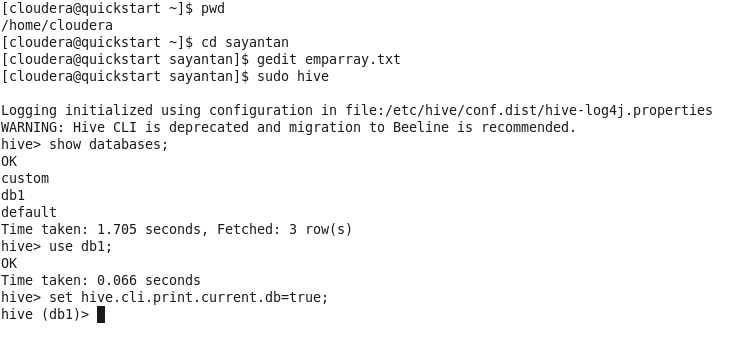 [cloudera@quickstart ~]$ pwd
/home/cloudera
[cloudera@quickstart ~]$ cd sayantan
[cloudera@quickstart sayantan]$ gedit emparray.txt
[cloudera@quickstart sayantan]$ sudo hive
Logging initialized using configuration in file:/etc/hive/conf.dist/hive-log4j.properties
WARNING: Hive CLI is deprecated and migration to Beeline is recommended.
hive> show databases;
OK
custom
db1
default
Time taken: 1.705 seconds, Fetched: 3 row(s)
hive> use db1;
OK
Time taken: 0.066 seconds
hive> set hive.cli.print.current.db=true;
hive (db1)>